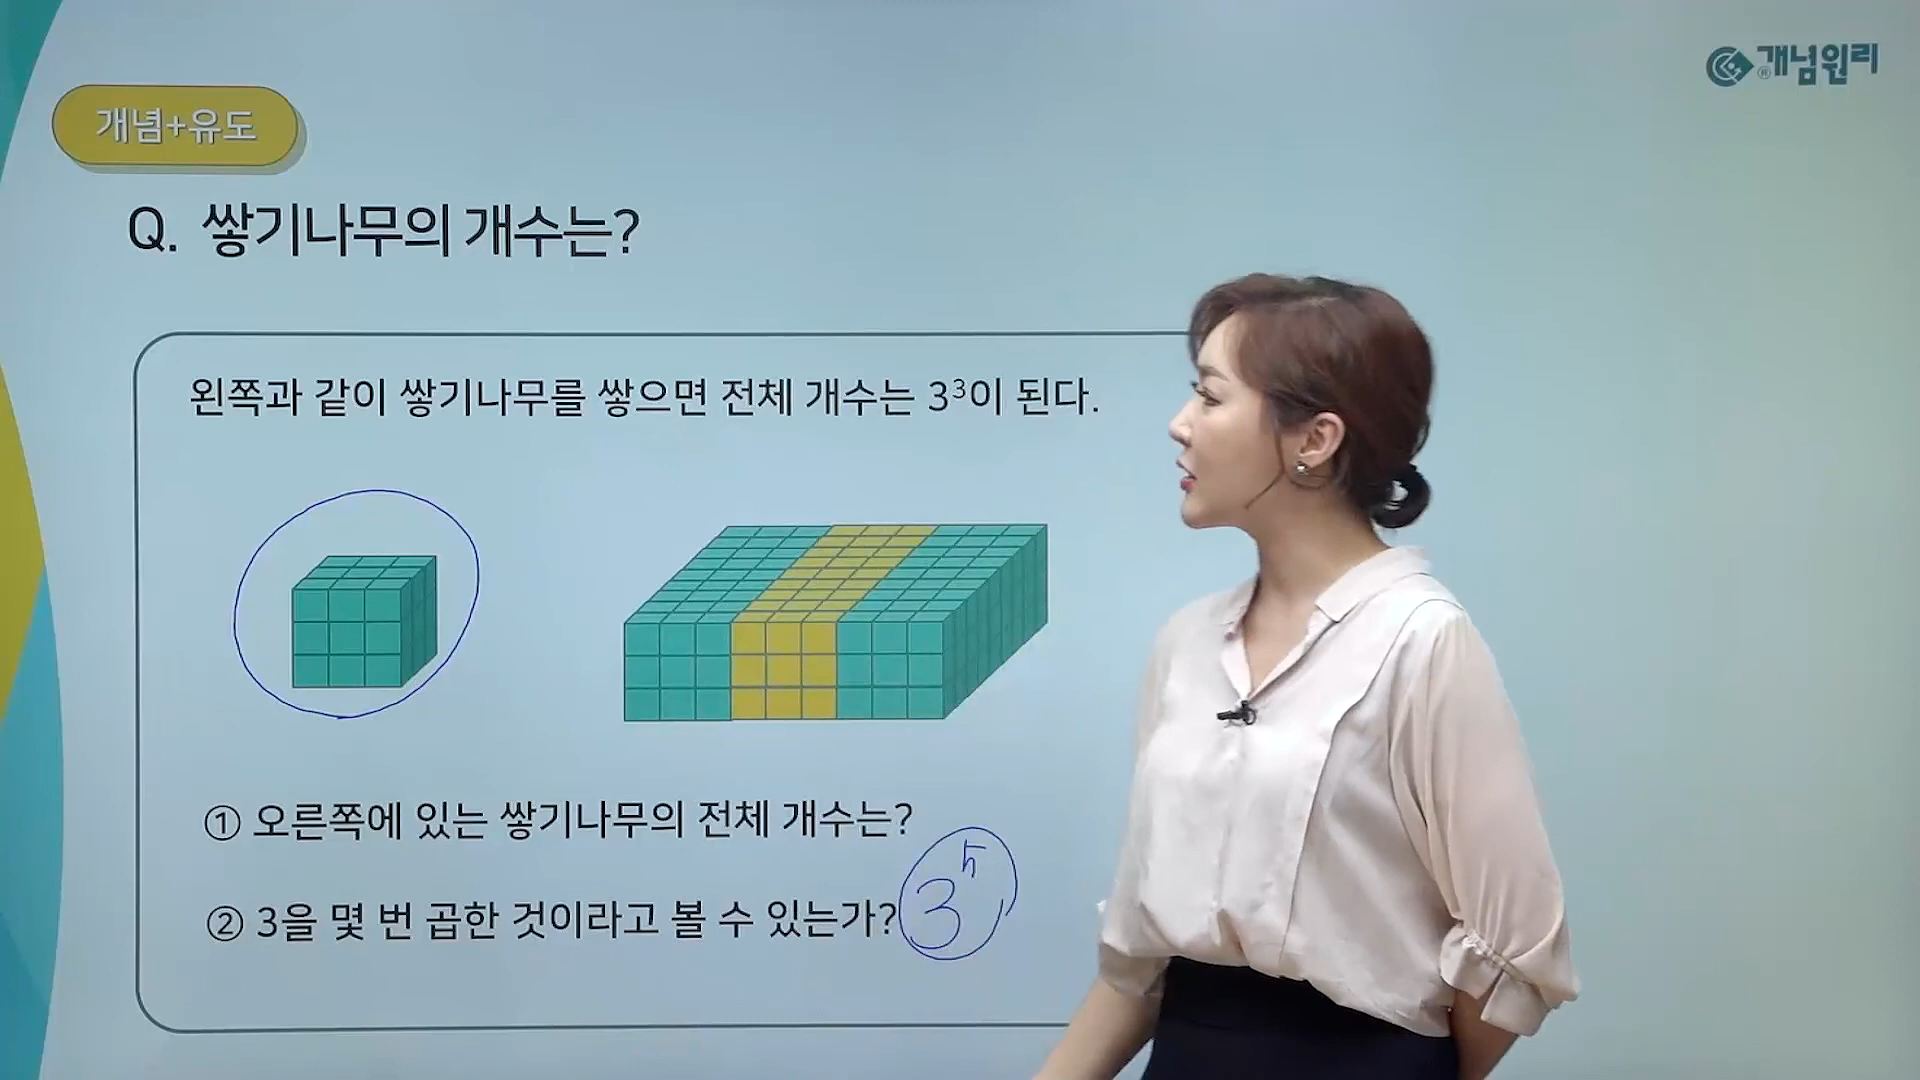 개념원리
개념+유도
Q. 쌓기나무의 개수는?
왼쪽과 같이 쌓기나무를 쌓으면 전체 개수는 3³이 된다.
① 오른쪽에 있는 쌓기나무의 전체 개수는?
② 3을 몇 번 곱한 것이라고 볼 수 있는가? 3⁵